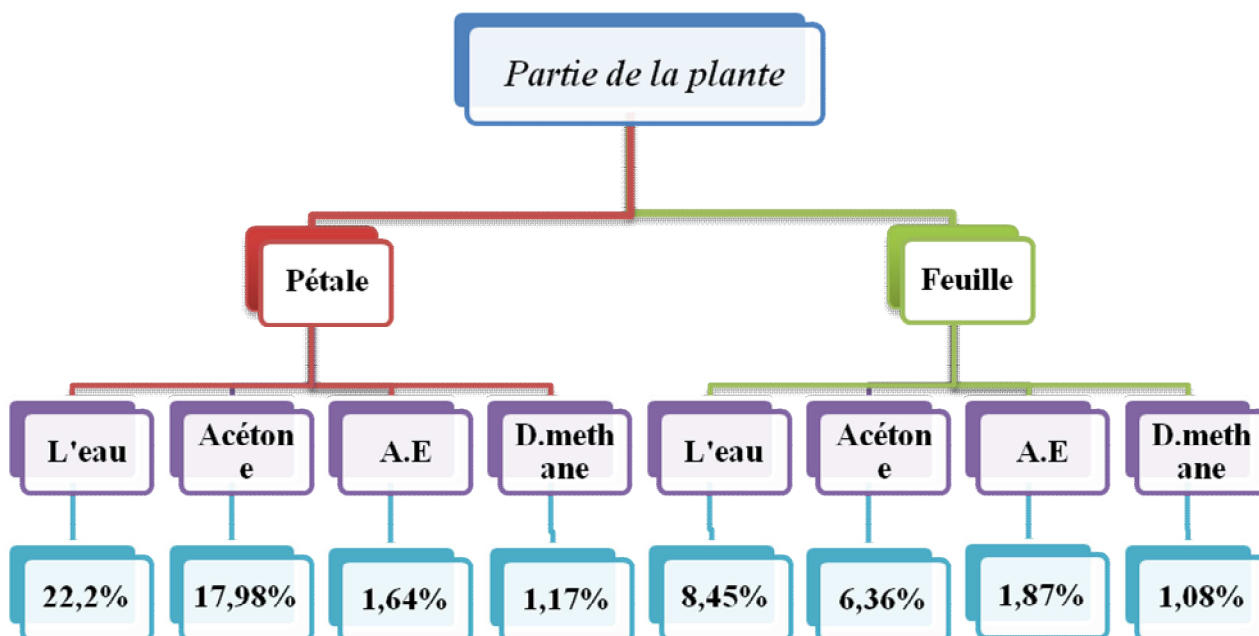 Partie de la plante
Pétale
Feuille
L'eau
Acéton
e
A.E
D.meth
ane
L'eau
Acéton
e
A.E
D.meth
ane
22,2%
17,98%
1,64%
1,17%
8,45%
6,36%
1,87%
1,08%